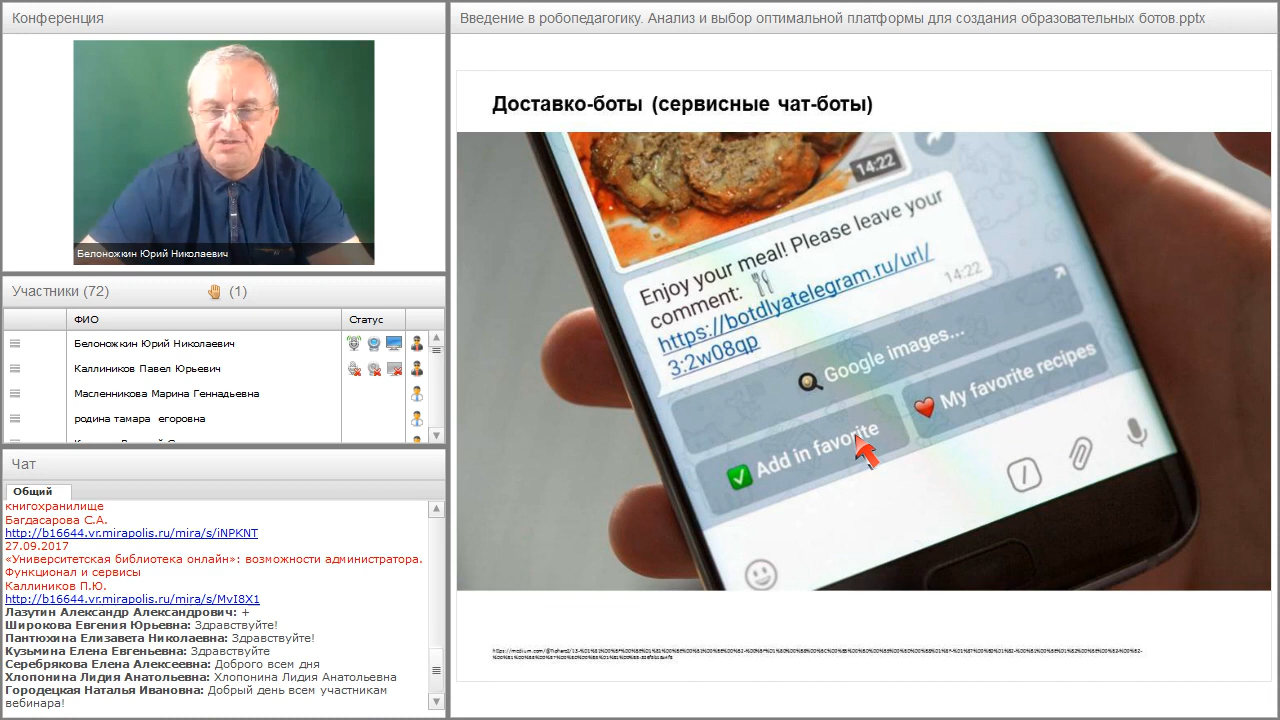 Конференция
Белоножкин Юрий Николаевич
Участники (72) (1)
ФИО Статус
Белоножкин Юрий Николаевич
Каллиников Павел Юрьевич
Масленникова Марина Геннадьевна
родина тамара егоровна
Чат
Общий
книгохранилище
Багдасарова С.А.
http://b16644.vr.mirapolis.ru/mira/s/iNPKNT
27.09.2017
«Университетская библиотека онлайн»: возможности администратора.
Функционал и сервисы
Каллиников П.Ю.
http://b16644.vr.mirapolis.ru/mira/s/MvI8X1
Лазутин Александр Александрович: +
Широкова Евгения Юрьевна: Здравствуйте!
Пантюхина Елизавета Николаевна: Здравствуйте!
Кузьмина Елена Евгеньевна: Здравствуйте
Серебрякова Елена Алексеевна: Доброго всем дня
Хлопонина Лидия Анатольевна: Хлопонина Лидия Анатольевна
Городецкая Наталья Ивановна: Добрый день всем участникам
вебинара!
Введение в робопедагогику. Анализ и выбор оптимальной платформы для создания образовательных ботов.pptx
Доставко-боты (сервисные чат-боты)
14:22
Enjoy your meal! Please leave your
comment:
https://botdlyatelegram.ru/url/
3:2w08qp
14:22
Google images...
Add in favorite
My favorite recipes